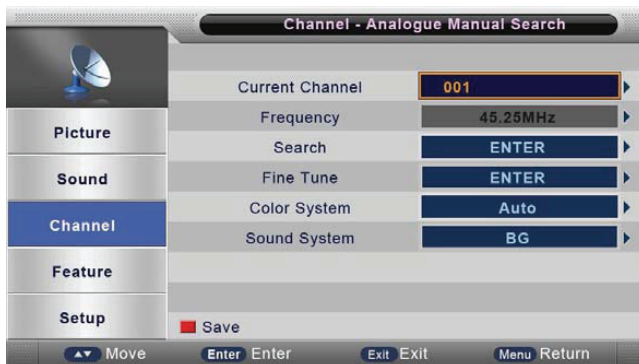 Channel - Analogue Manual Search
Picture
Sound
Channel
Feature
Setup
Current Channel 001
Frequency 45.25MHz
Search ENTER
Fine Tune ENTER
Color System Auto
Sound System BG
Save
Move Enter Enter Exit Exit Menu Return